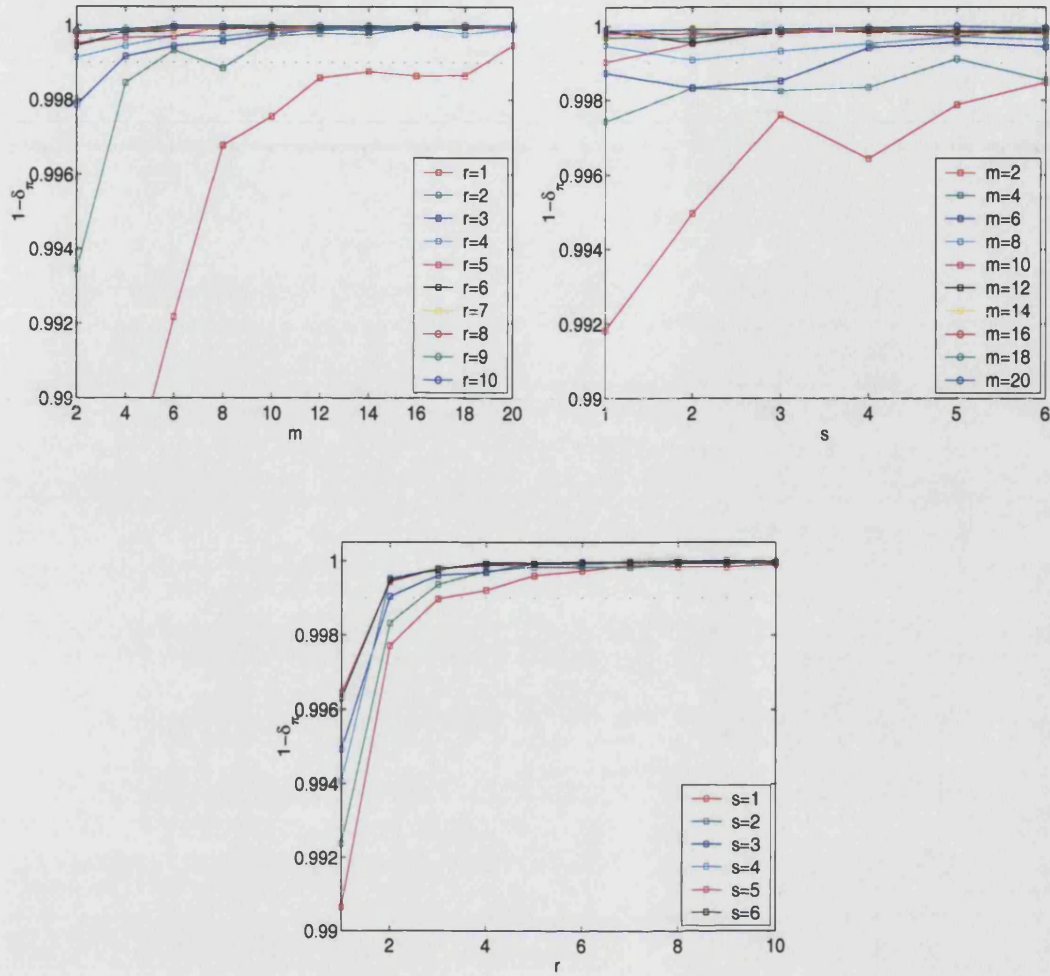 1
0.998
0.996
0.994
0.992
0.99
1-δπ
2 4 6 8 10 12 14 16 18 20
m
r=1
r=2
r=3
r=4
r=5
r=6
r=7
r=8
r=9
r=10
1
0.998
0.996
0.994
0.992
0.99
1-δπ
1 2 3 4 5 6
s
m=2
m=4
m=6
m=8
m=10
m=12
m=14
m=16
m=18
m=20
1
0.998
0.996
0.994
0.992
0.99
1-δπ
2 4 6 8 10
r
s=1
s=2
s=3
s=4
s=5
s=6